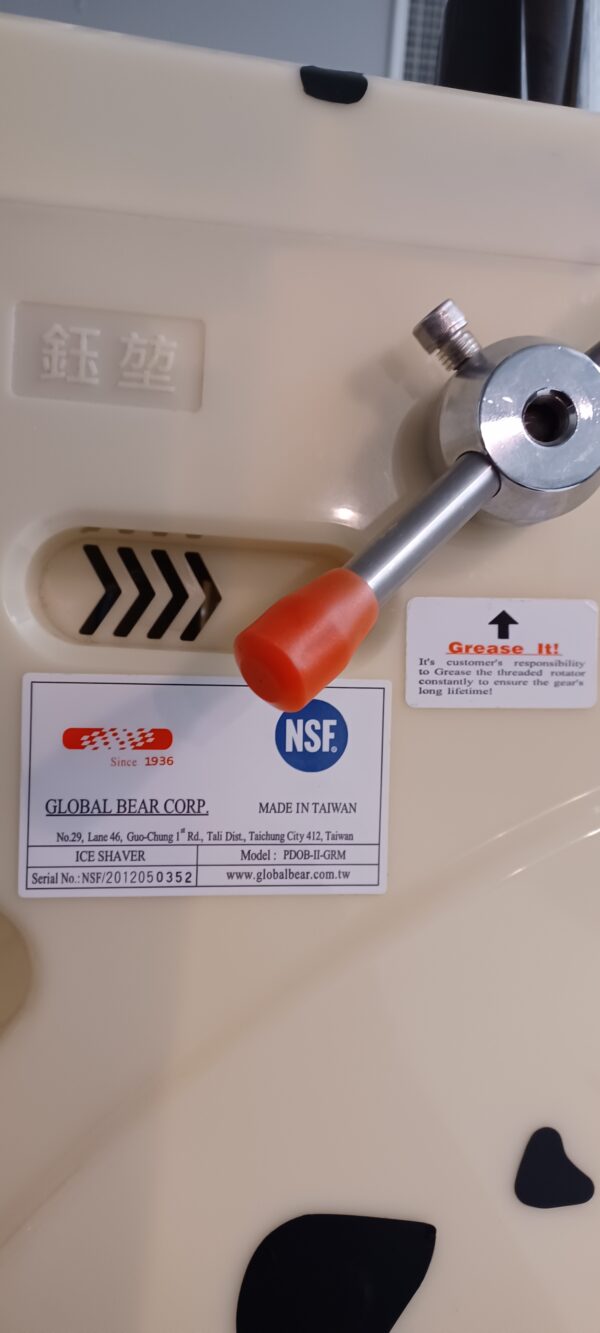 鈺堃
Grease It!
It's customer's responsibility
to Grease the threaded rotator
constantly to ensure the gear's
long lifetime!
Since 1936
NSF®
GLOBAL BEAR CORP.
MADE IN TAIWAN
No.29, Lane 46, Guo-Chung 1st Rd., Tali Dist., Taichung City 412, Taiwan
ICE SHAVER
Model : PDOB-II-GRM
Serial No.:NSF/2012050352
www.globalbear.com.tw